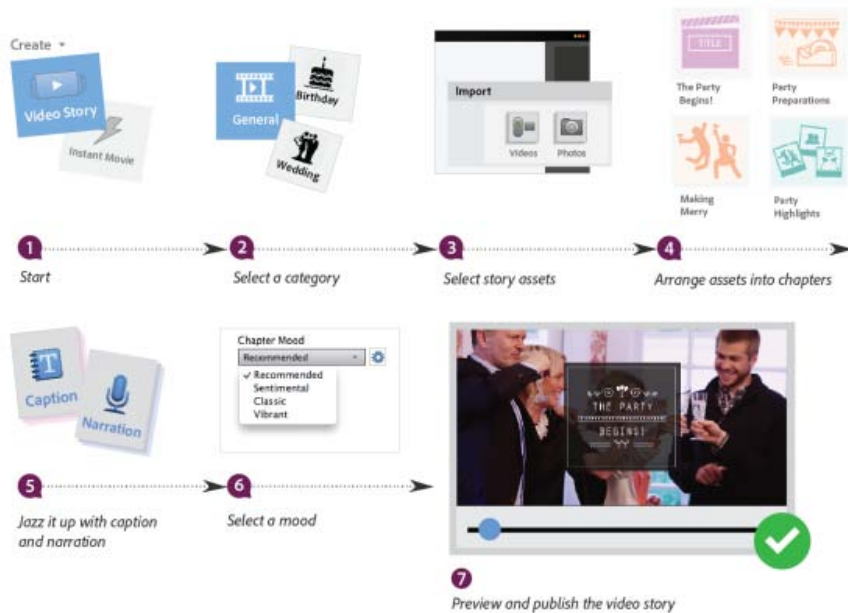 Create
Video Story
Instant Movie
General
Birthday
Wedding
Import
Videos Photos
TITLE
The Party
Begins!
Party
Preparations
Making
Merry
Party
Highlights
1
Start
2
Select a category
3
Select story assets
4
Arrange assets into chapters
T
Caption
Narration
Chapter Mood
Recommended
✓ Recommended
Sentimental
Classic
Vibrant
THE PARTY
BEGINS!
5
Jazz it up with caption
and narration
6
Select a mood
7
Preview and publish the video story